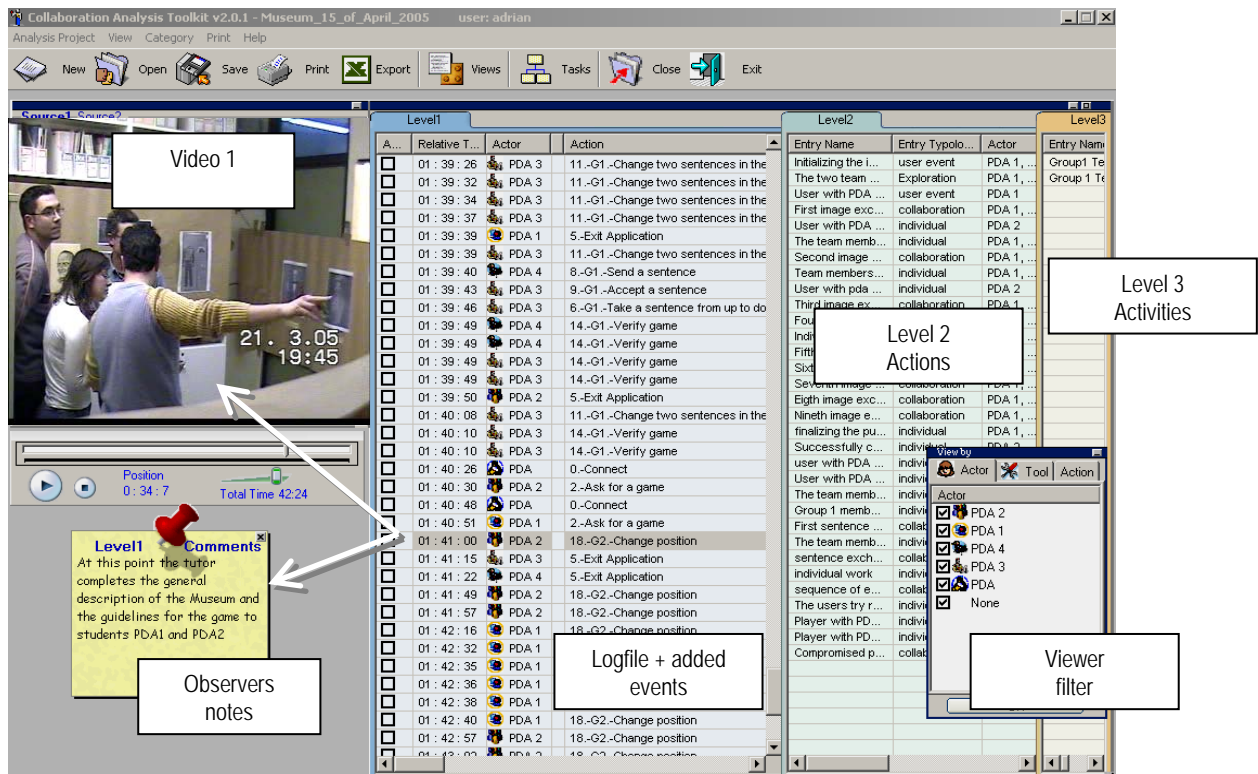 Collaboration Analysis Toolkit v2.0.1 - Museum_15_of_April_2005 user: adrian
Analysis Project View Category Print Help
New Open Save Print Export Views Tasks Close Exit
Source1 Source2
Video 1
21. 3.05
19:45
Position
0 : 34 : 7
Total Time 42:24
Level1 Comments
At this point the tutor
completes the general
description of the Museum and
the guidelines for the game to
students PDA1 and PDA2
Observers
notes
Level1
A... Relative T... Actor Action
01 : 39 : 26 PDA 3 11.-G1.-Change two sentences in the
01 : 39 : 32 PDA 3 11.-G1.-Change two sentences in the
01 : 39 : 34 PDA 3 11.-G1.-Change two sentences in the
01 : 39 : 37 PDA 3 11.-G1.-Change two sentences in the
01 : 39 : 39 PDA 1 5.-Exit Application
01 : 39 : 39 PDA 3 11.-G1.-Change two sentences in the
01 : 39 : 40 PDA 4 8.-G1.-Send a sentence
01 : 39 : 43 PDA 3 9.-G1.-Accept a sentence
01 : 39 : 46 PDA 3 6.-G1.-Take a sentence from up to do
01 : 39 : 49 PDA 4 14.-G1.-Verify game
01 : 39 : 49 PDA 4 14.-G1.-Verify game
01 : 39 : 49 PDA 3 14.-G1.-Verify game
01 : 39 : 49 PDA 3 14.-G1.-Verify game
01 : 39 : 50 PDA 2 5.-Exit Application
01 : 40 : 08 PDA 3 11.-G1.-Change two sentences in the
01 : 40 : 10 PDA 3 14.-G1.-Verify game
01 : 40 : 10 PDA 3 14.-G1.-Verify game
01 : 40 : 26 PDA 0.-Connect
01 : 40 : 30 PDA 2 2.-Ask for a game
01 : 40 : 48 PDA 0.-Connect
01 : 40 : 51 PDA 1 2.-Ask for a game
01 : 41 : 00 PDA 2 18.-G2.-Change position
01 : 41 : 15 PDA 3 5.-Exit Application
01 : 41 : 22 PDA 4 5.-Exit Application
01 : 41 : 49 PDA 2 18.-G2.-Change position
01 : 41 : 57 PDA 2 18.-G2.-Change position
01 : 42 : 16 PDA 1 18.-G2.-Change position
01 : 42 : 32 PDA 1
01 : 42 : 35 PDA 1
01 : 42 : 36 PDA 1
01 : 42 : 38 PDA 1
01 : 42 : 40 PDA 1 18.-G2.-Change position
01 : 42 : 57 PDA 2 18.-G2.-Change position
Logfile + added
events
Level2
Entry Name Entry Typolo... Actor
Initializing the i... user event PDA 1, ...
The two team ... Exploration PDA 1, ...
User with PDA ... user event PDA 1
First image exc... collaboration PDA 1, ...
User with PDA ... individual PDA 2
The team memb... individual PDA 1, ...
Second image ... collaboration PDA 1, ...
Team members... individual PDA 1, ...
User with pda ... individual PDA 2
Third image ex... collaboration PDA 1, ...
Seventh image ... collaboration PDA 1, ...
Eigth image exc... collaboration PDA 1, ...
Nineth image e... collaboration PDA 1, ...
finalizing the pu... individual PDA 1, ...
Successfully c... individual PDA 2
user with PDA ...
User with PDA ...
The team memb...
Group 1 memb...
First sentence ...
The team memb...
sentence exch...
individual work
sequence of e...
The users try r...
Player with PD...
Player with PD...
Compromised p...
Level 2
Actions
Level3
Entry Name
Group1 Te
Group 1 Te
Level 3
Activities
View by
Actor Tool Action
Actor
PDA 2
PDA 1
PDA 4
PDA 3
PDA
None
Viewer
filter